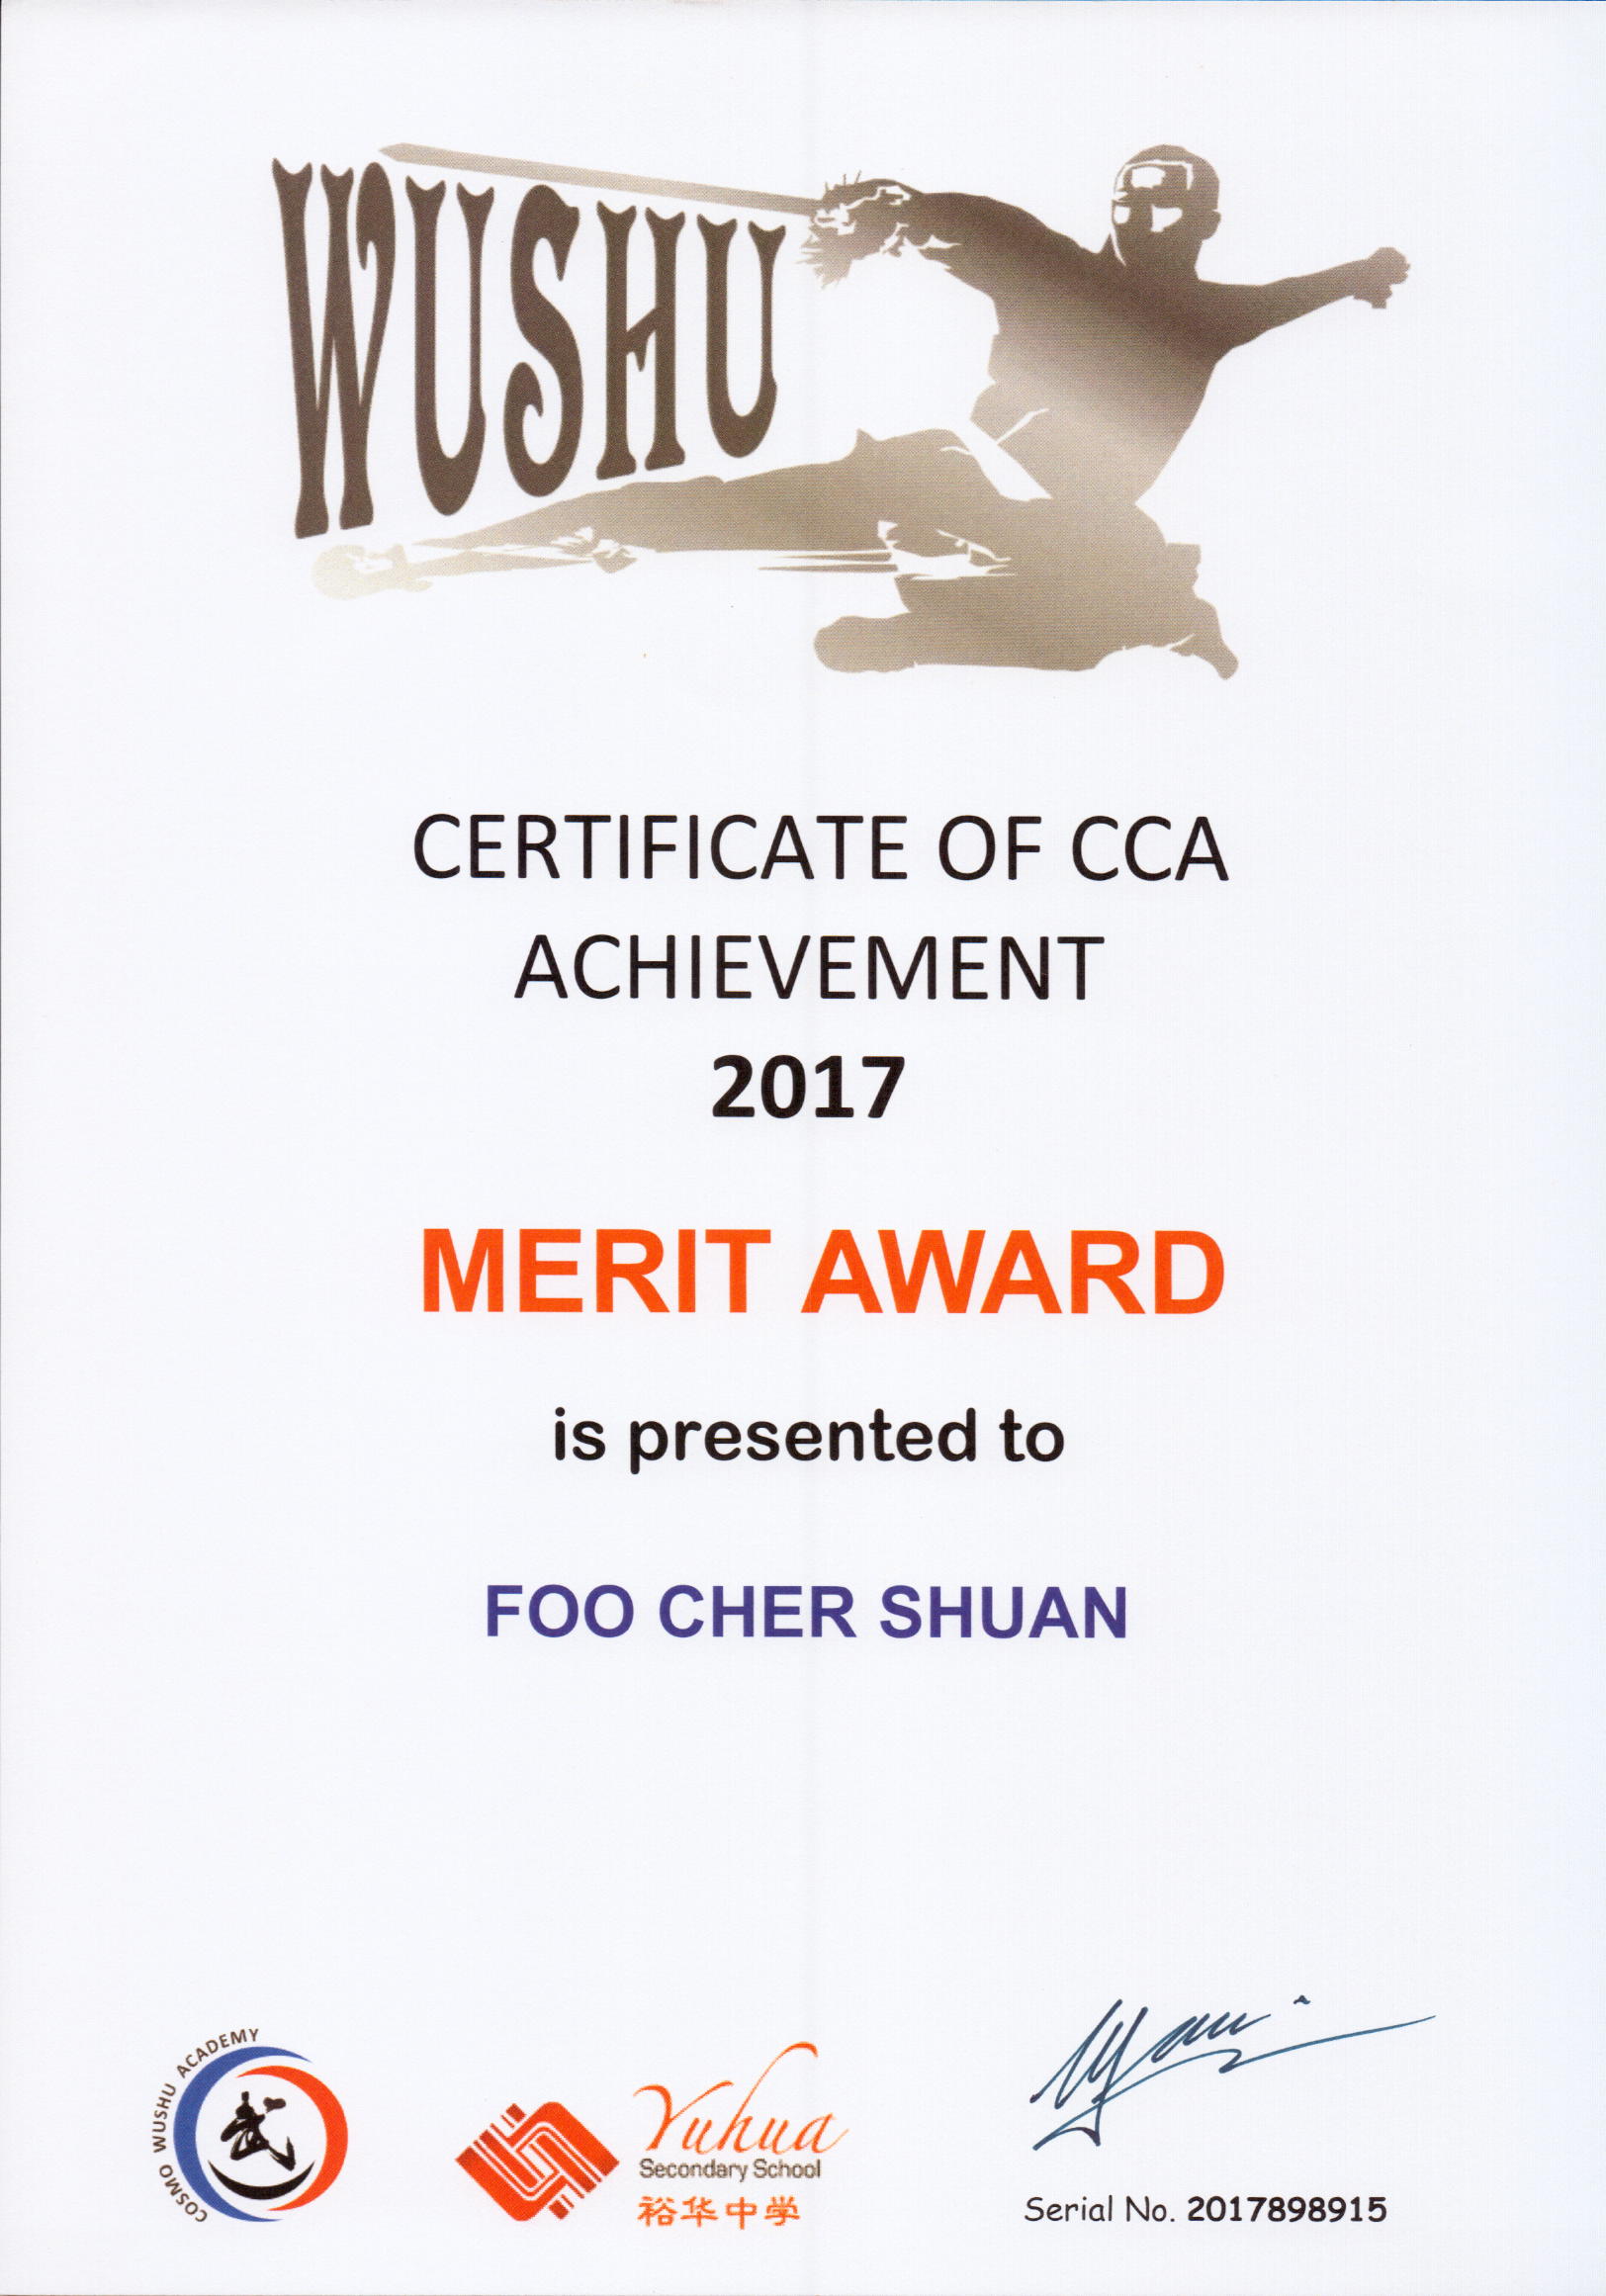 WUSHU
CERTIFICATE OF CCA
ACHIEVEMENT
2017
MERIT AWARD
is presented to
FOO CHER SHUAN
COSMO WUSHU ACADEMY
武
Yuhua
Secondary School
裕华中学
Serial No. 2017898915